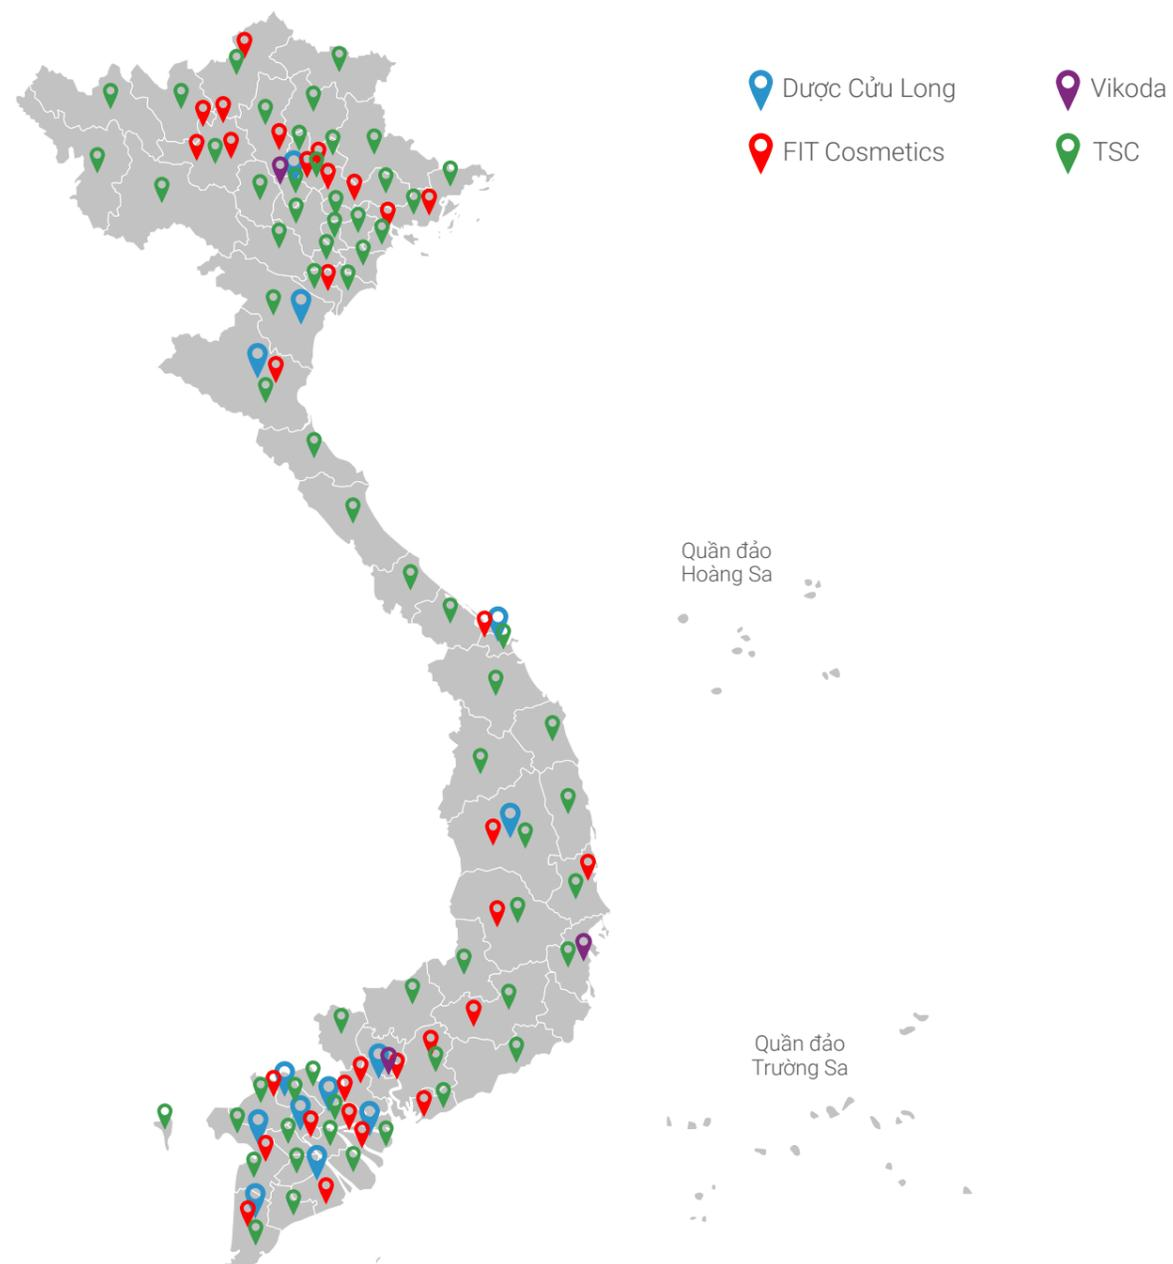 Dược Cửu Long
Vikoda
FIT Cosmetics
TSC
Quần đảo
Hoàng Sa
Quần đảo
Trường Sa